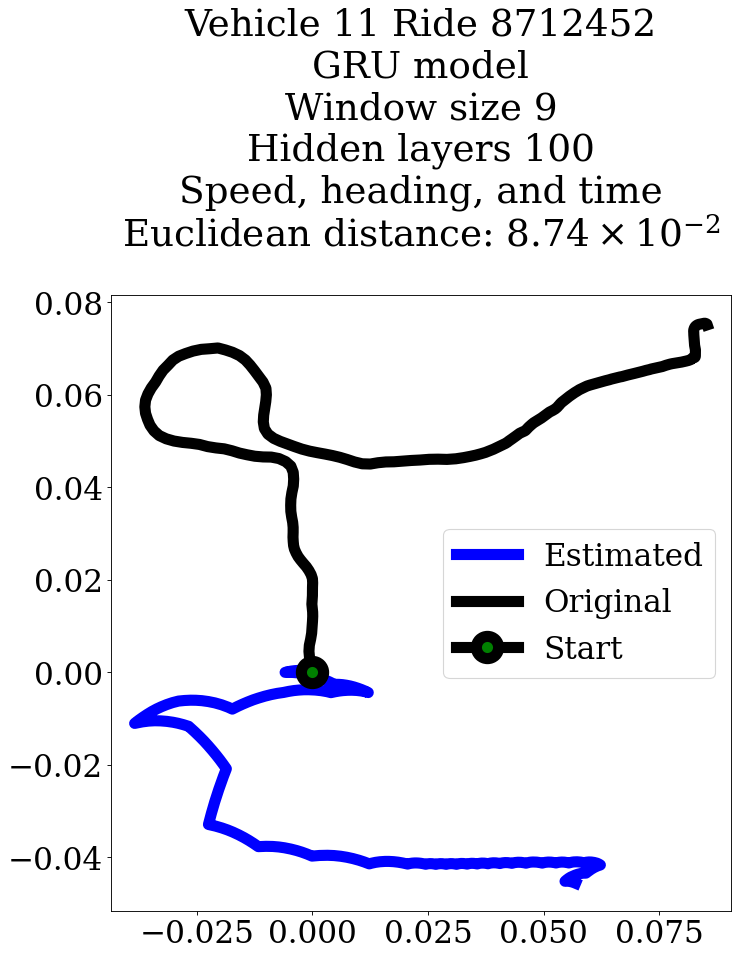 Vehicle 11 Ride 8712452
GRU model
Window size 9
Hidden layers 100
Speed, heading, and time
Euclidean distance: 8.74 × 10⁻²
0.08
0.06
0.04
0.02
0.00
−0.02
−0.04
Estimated
Original
Start
−0.025 0.000 0.025 0.050 0.075